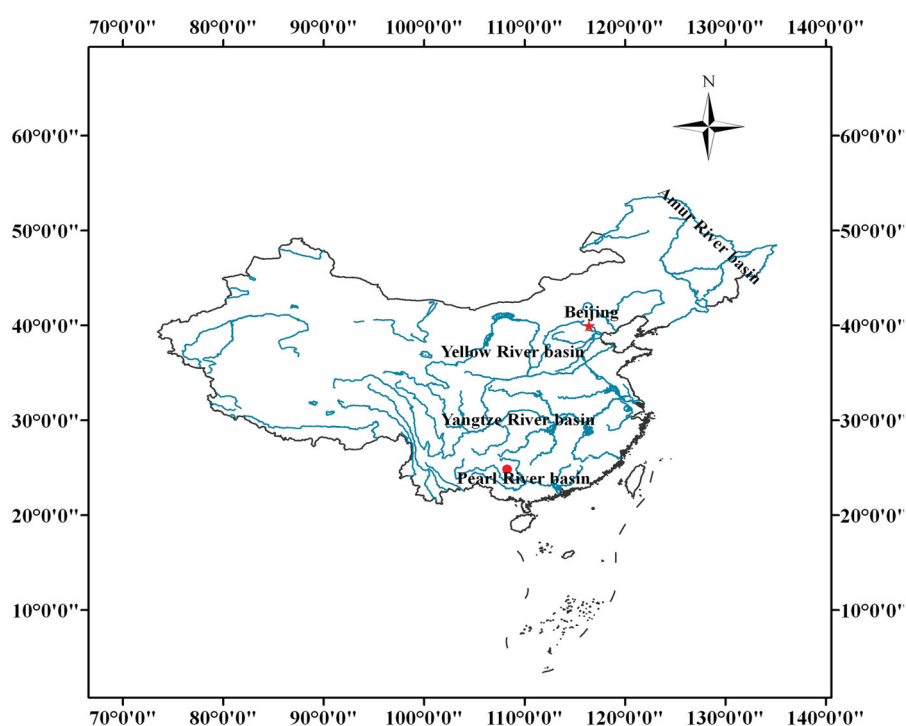 70°0'0" 80°0'0" 90°0'0" 100°0'0" 110°0'0" 120°0'0" 130°0'0" 140°0'0"
N
60°0'0" 60°0'0"
Amur River basin
50°0'0" 50°0'0"
Beijing
40°0'0" 40°0'0"
Yellow River basin
30°0'0" Yangtze River basin 30°0'0"
Pearl River basin
20°0'0" 20°0'0"
10°0'0" 10°0'0"
70°0'0" 80°0'0" 90°0'0" 100°0'0" 110°0'0" 120°0'0" 130°0'0" 140°0'0"